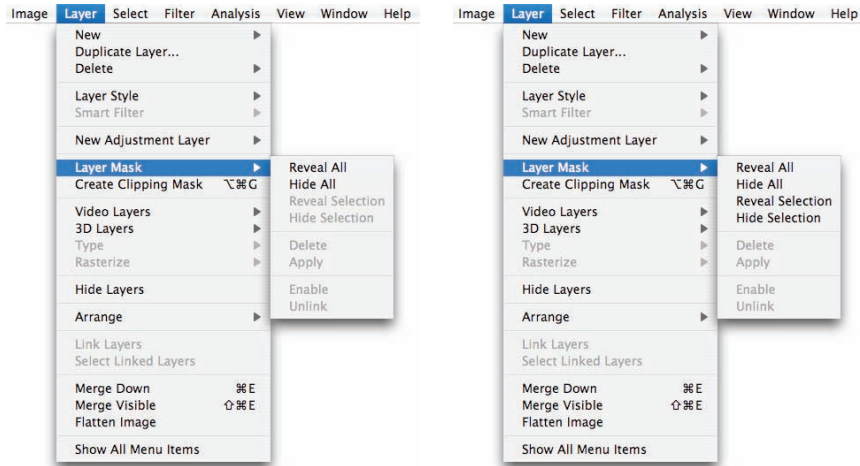 Image Layer Select Filter Analysis View Window Help
New
Duplicate Layer...
Delete
Layer Style
Smart Filter
New Adjustment Layer
Layer Mask
Create Clipping Mask ⌥⌘G
Video Layers
3D Layers
Type
Rasterize
Hide Layers
Arrange
Link Layers
Select Linked Layers
Merge Down ⌘E
Merge Visible ⇧⌘E
Flatten Image
Show All Menu Items
Reveal All
Hide All
Reveal Selection
Hide Selection
Delete
Apply
Enable
Unlink
Image Layer Select Filter Analysis View Window Help
New
Duplicate Layer...
Delete
Layer Style
Smart Filter
New Adjustment Layer
Layer Mask
Create Clipping Mask ⌥⌘G
Video Layers
3D Layers
Type
Rasterize
Hide Layers
Arrange
Link Layers
Select Linked Layers
Merge Down ⌘E
Merge Visible ⇧⌘E
Flatten Image
Show All Menu Items
Reveal All
Hide All
Reveal Selection
Hide Selection
Delete
Apply
Enable
Unlink